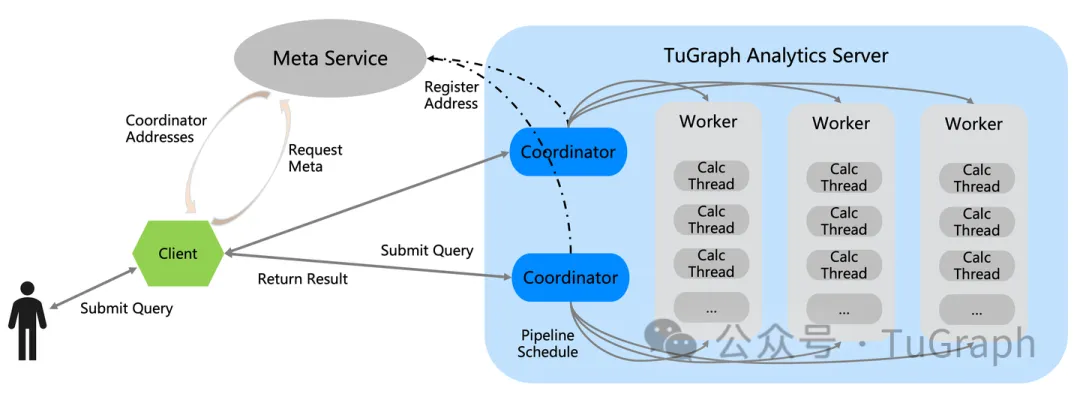 Meta Service
TuGraph Analytics Server
Register
Address
Coordinator
Addresses
Request
Meta
Coordinator
Worker
Calc
Thread
Calc
Thread
Calc
Thread
...
Worker
Calc
Thread
Calc
Thread
Calc
Thread
...
Worker
Calc
Thread
Calc
Thread
Calc
Thread
...
Client
Submit Query
Return Result
Coordinator
Submit Query
Pipeline
Schedule
公众号 · TuGraph